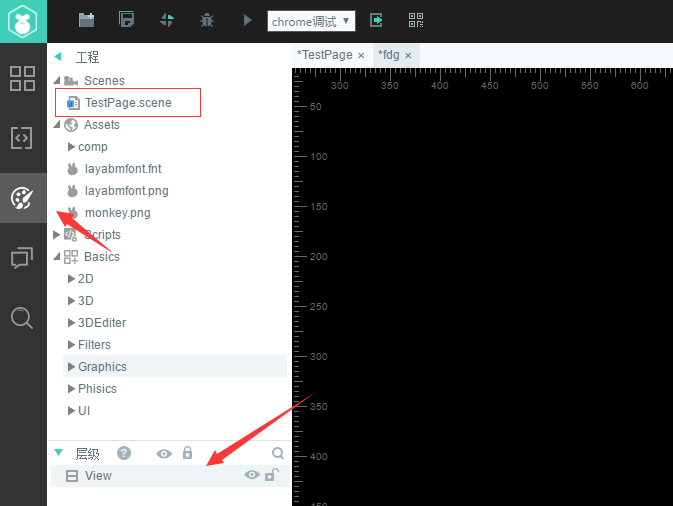 chrome调试
工程
*TestPage ×
*fdg ×
300 350 400 450 500 550 600
Scenes
TestPage.scene
Assets
comp
layabmfont.fnt
layabmfont.png
monkey.png
Scripts
Basics
2D
3D
3DEditer
Filters
Graphics
Phisics
UI
50
100
150
200
250
300
350
400
450
层级 ?
View